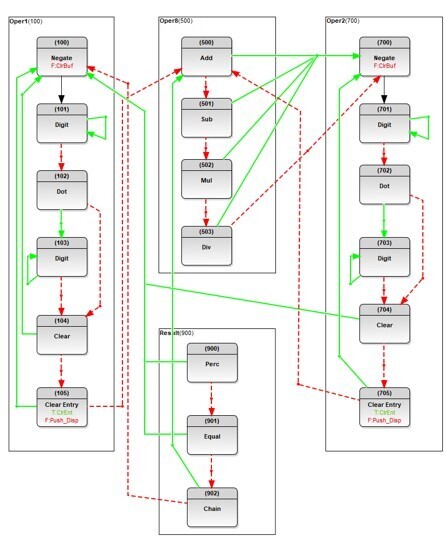 Oper1(100)
(100)
Negate
F:ClrBuf
(101)
Digit
(102)
Dot
(103)
Digit
(104)
Clear
(105)
Clear Entry
T:ClrEnt
F:Push_Disp
Oper8(500)
(500)
Add
(501)
Sub
(502)
Mul
(503)
Div
Result(900)
(900)
Perc
(901)
Equal
(902)
Chain
Oper2(700)
(700)
Negate
F:ClrBuf
(701)
Digit
(702)
Dot
(703)
Digit
(704)
Clear
(705)
Clear Entry
T:ClrEnt
F:Push_Disp